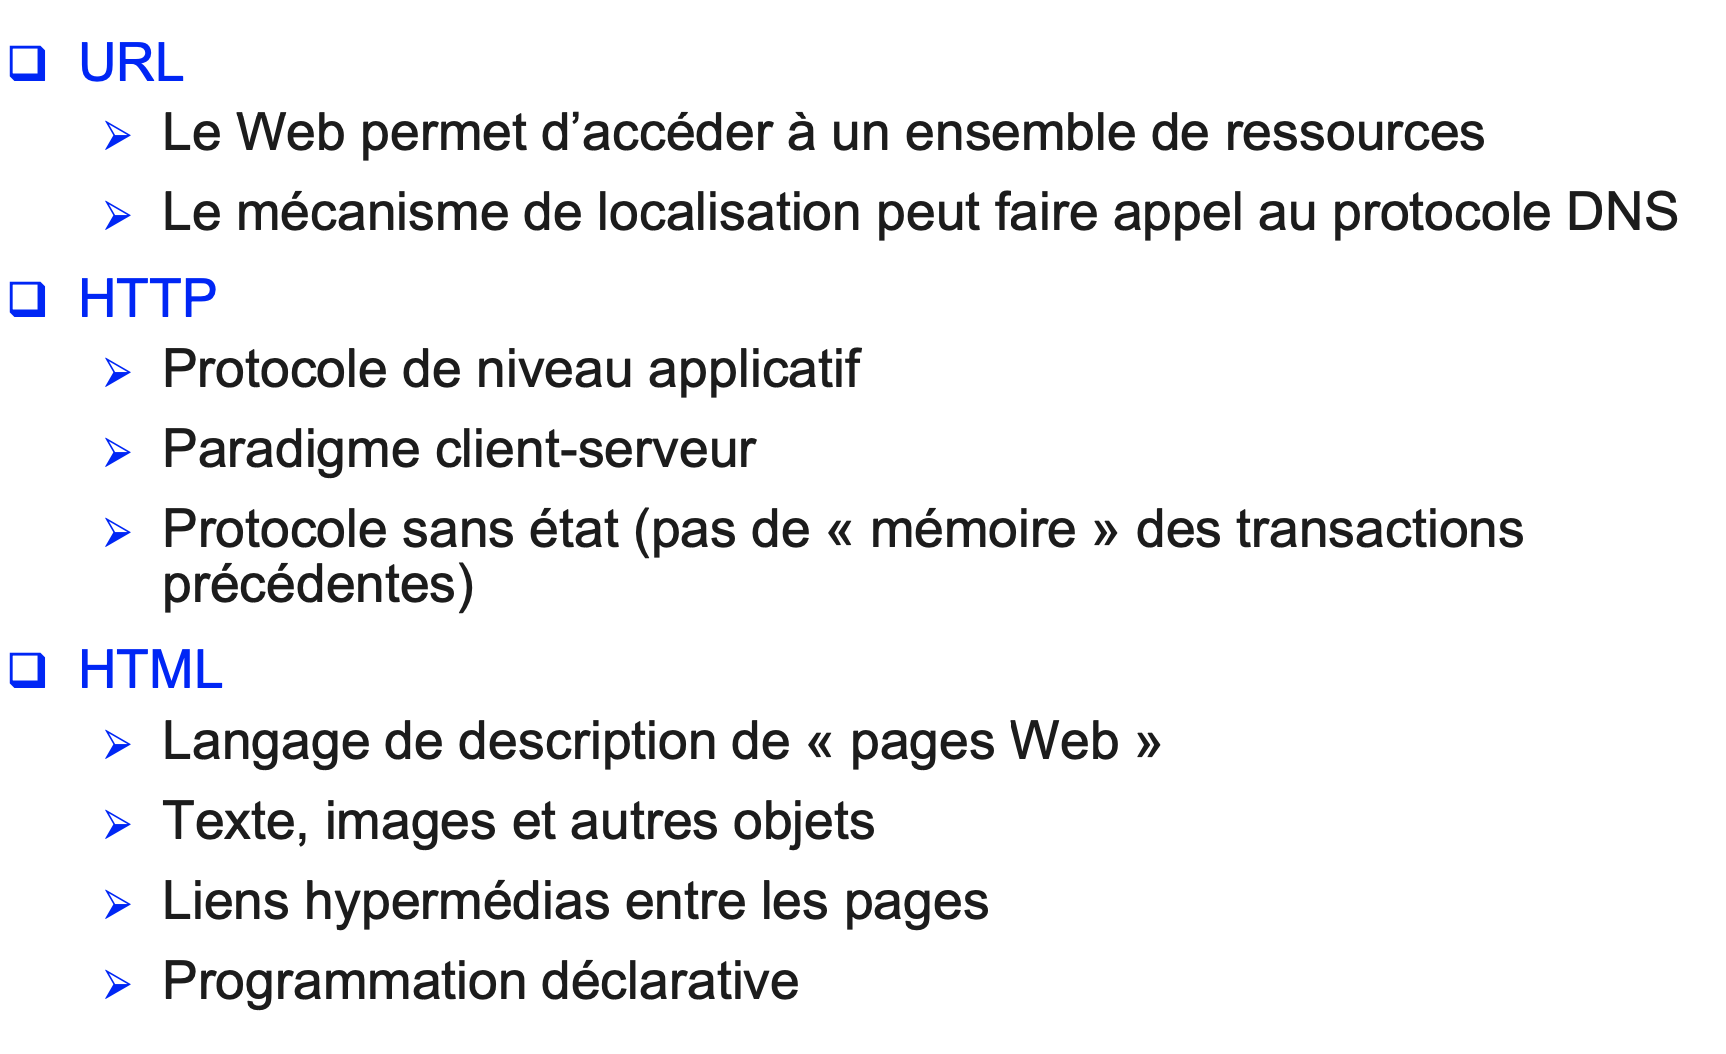 URL
Le Web permet d’accéder à un ensemble de ressources
Le mécanisme de localisation peut faire appel au protocole DNS
HTTP
Protocole de niveau applicatif
Paradigme client-serveur
Protocole sans état (pas de « mémoire » des transactions
précédentes)
HTML
Langage de description de « pages Web »
Texte, images et autres objets
Liens hypermédias entre les pages
Programmation déclarative